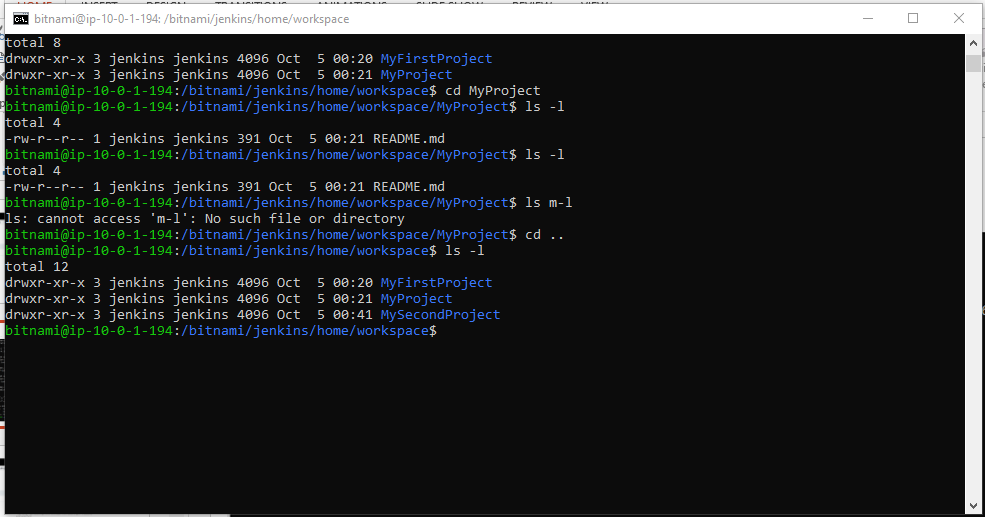 HOME INSERT DESIGN TRANSITIONS ANIMATIONS SLIDE SHOW REVIEW VIEW
bitnami@ip-10-0-1-194: /bitnami/jenkins/home/workspace
total 8
drwxr-xr-x 3 jenkins jenkins 4096 Oct  5 00:20 MyFirstProject
drwxr-xr-x 3 jenkins jenkins 4096 Oct  5 00:21 MyProject
bitnami@ip-10-0-1-194:/bitnami/jenkins/home/workspace$ cd MyProject
bitnami@ip-10-0-1-194:/bitnami/jenkins/home/workspace/MyProject$ ls -l
total 4
-rw-r--r-- 1 jenkins jenkins 391 Oct  5 00:21 README.md
bitnami@ip-10-0-1-194:/bitnami/jenkins/home/workspace/MyProject$ ls -l
total 4
-rw-r--r-- 1 jenkins jenkins 391 Oct  5 00:21 README.md
bitnami@ip-10-0-1-194:/bitnami/jenkins/home/workspace/MyProject$ ls m-l
ls: cannot access 'm-l': No such file or directory
bitnami@ip-10-0-1-194:/bitnami/jenkins/home/workspace/MyProject$ cd ..
bitnami@ip-10-0-1-194:/bitnami/jenkins/home/workspace$ ls -l
total 12
drwxr-xr-x 3 jenkins jenkins 4096 Oct  5 00:20 MyFirstProject
drwxr-xr-x 3 jenkins jenkins 4096 Oct  5 00:21 MyProject
drwxr-xr-x 3 jenkins jenkins 4096 Oct  5 00:41 MySecondProject
bitnami@ip-10-0-1-194:/bitnami/jenkins/home/workspace$